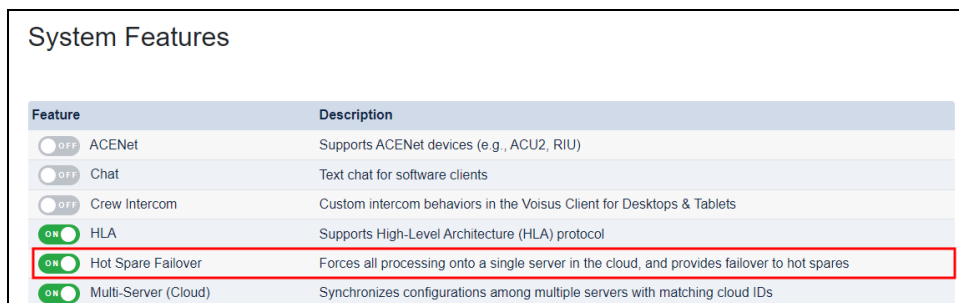 System Features
Feature Description
OFF ACENet Supports ACENet devices (e.g., ACU2, RIU)
OFF Chat Text chat for software clients
OFF Crew Intercom Custom intercom behaviors in the Voisus Client for Desktops & Tablets
ON HLA Supports High-Level Architecture (HLA) protocol
ON Hot Spare Failover Forces all processing onto a single server in the cloud, and provides failover to hot spares
ON Multi-Server (Cloud) Synchronizes configurations among multiple servers with matching cloud IDs